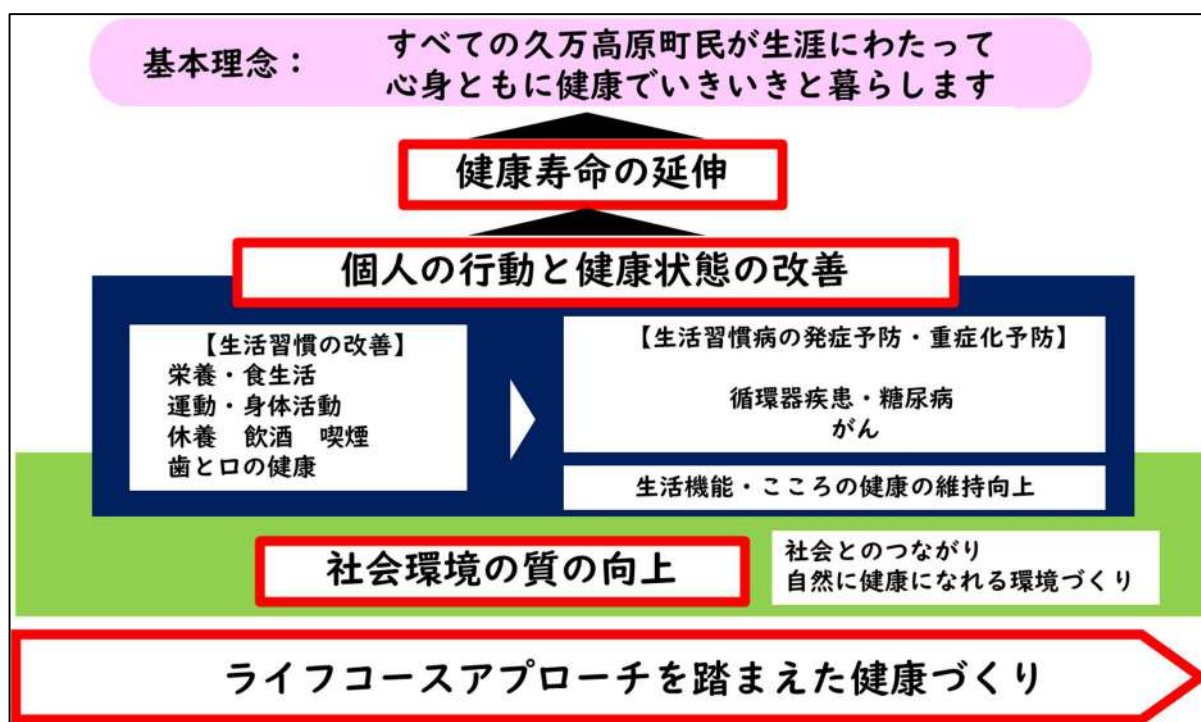 基本理念： すべての久万高原町民が生涯にわたって
心身ともに健康でいきいきと暮らします
健康寿命の延伸
個人の行動と健康状態の改善
【生活習慣の改善】
栄養・食生活
運動・身体活動
休養　飲酒　喫煙
歯と口の健康
【生活習慣病の発症予防・重症化予防】
循環器疾患・糖尿病
がん
生活機能・こころの健康の維持向上
社会環境の質の向上
社会とのつながり
自然に健康になれる環境づくり
ライフコースアプローチを踏まえた健康づくり